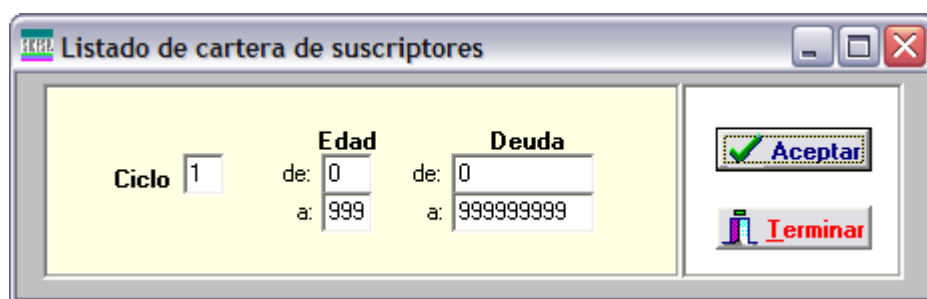 Listado de cartera de suscriptores
Edad Deuda
Ciclo 1 de: 0 de: 0
a: 999 a: 999999999
Aceptar
Terminar